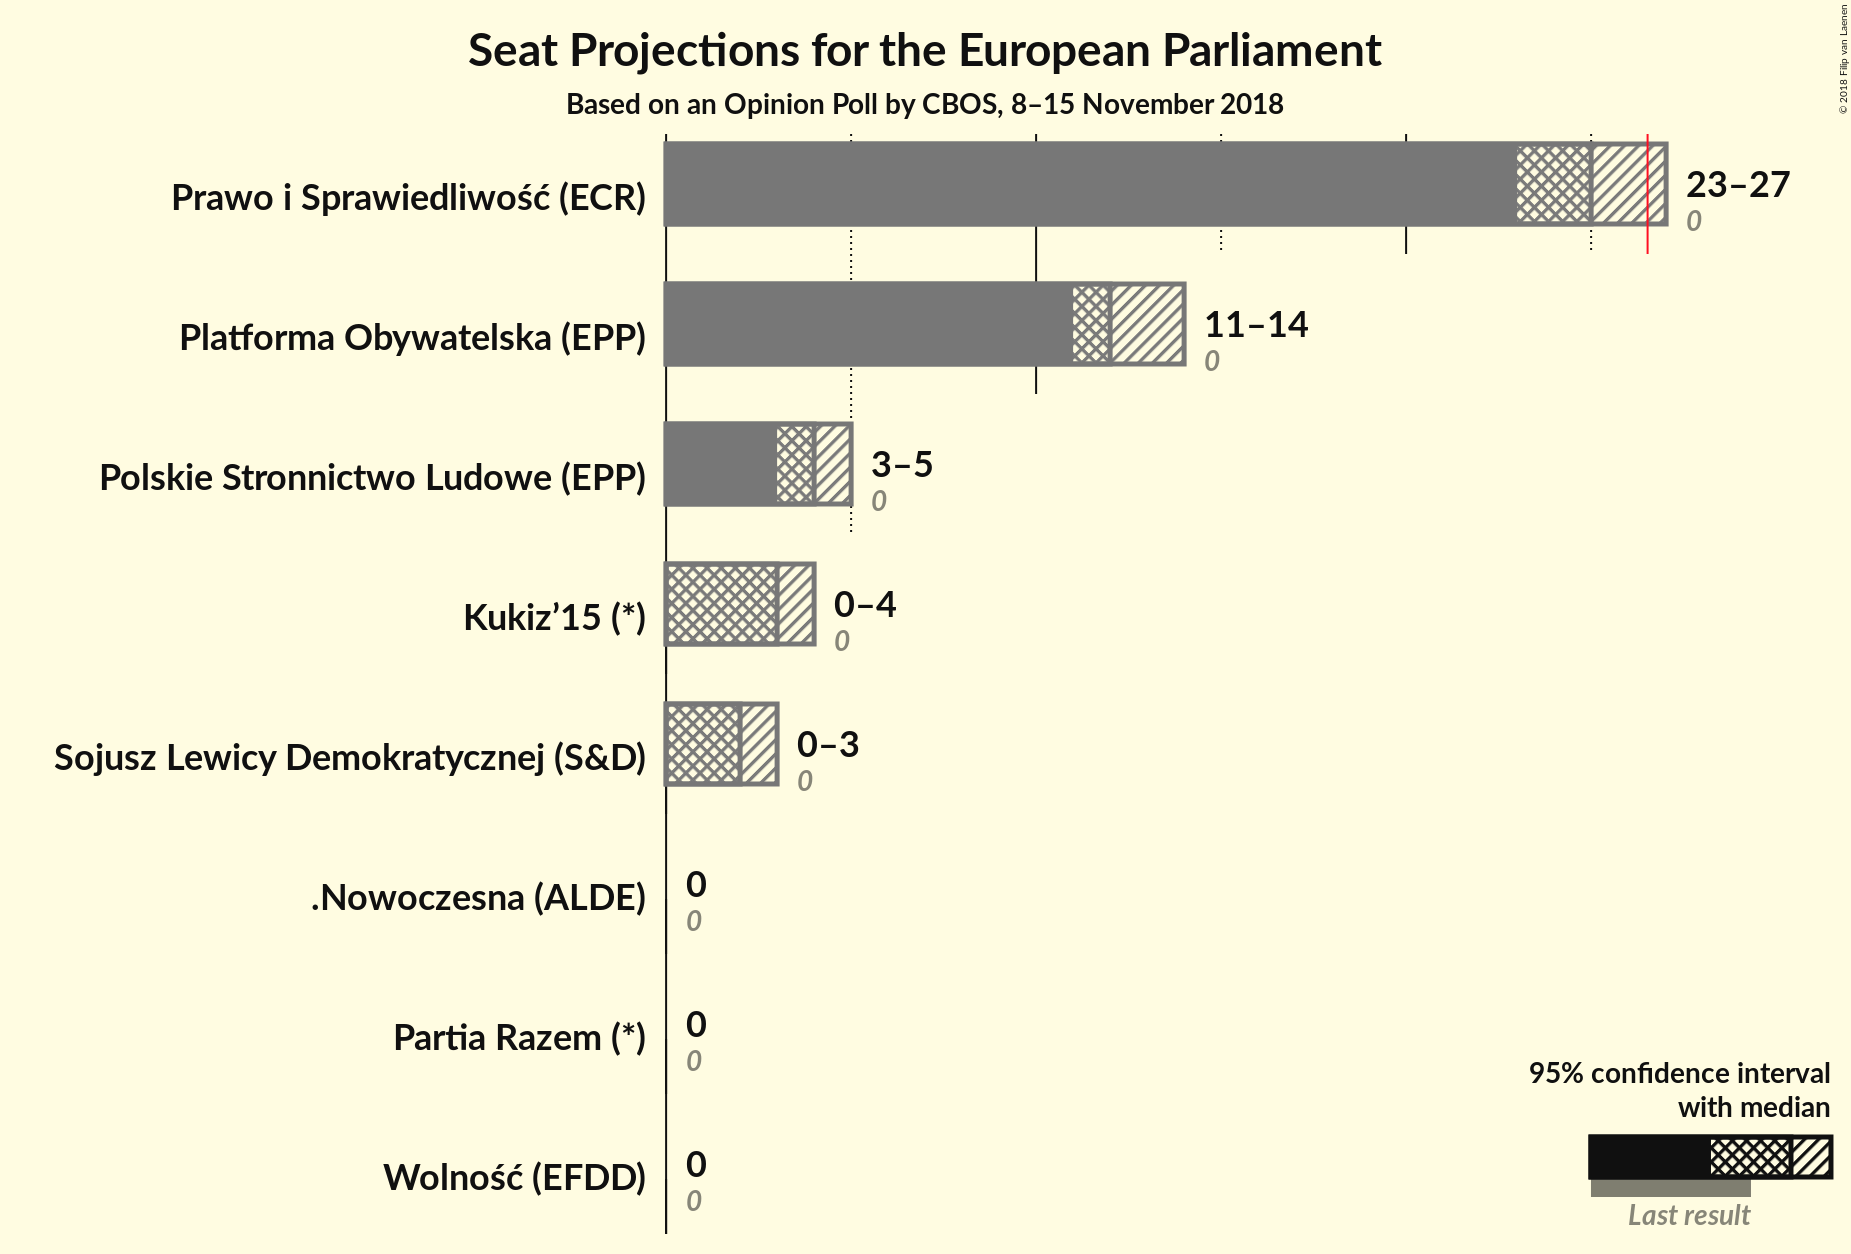 Seat Projections for the European Parliament
Based on an Opinion Poll by CBOS, 8–15 November 2018
© 2018 Filip van Laenen
Prawo i Sprawiedliwość (ECR)
23–27
0
Platforma Obywatelska (EPP)
11–14
0
Polskie Stronnictwo Ludowe (EPP)
3–5
0
Kukiz’15 (*)
0–4
0
Sojusz Lewicy Demokratycznej (S&D)
0–3
0
.Nowoczesna (ALDE)
0
0
Partia Razem (*)
0
0
Wolność (EFDD)
0
0
95% confidence interval
with median
Last result